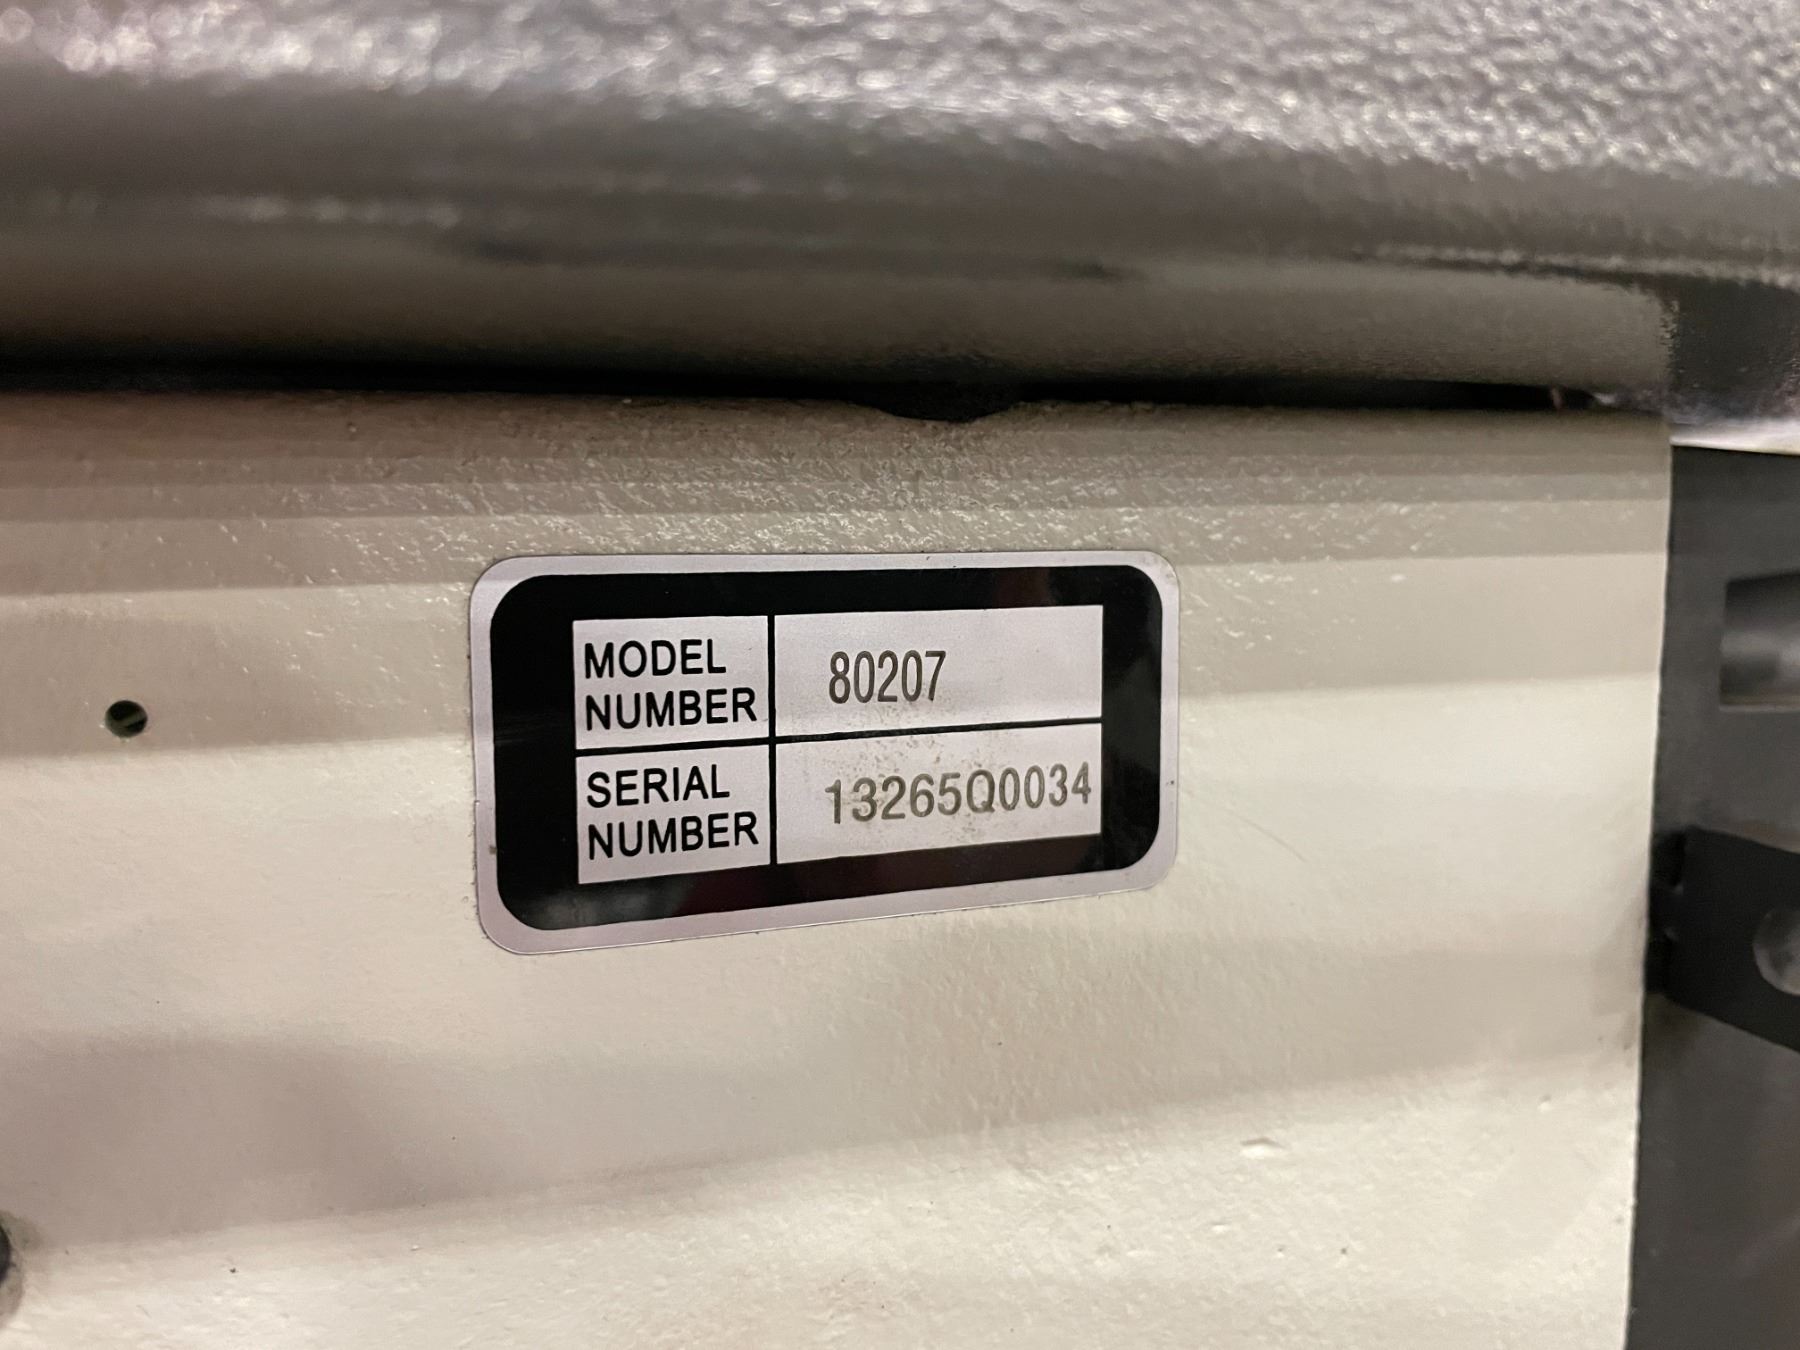 MODEL
NUMBER
80207
SERIAL
NUMBER
13265Q0034